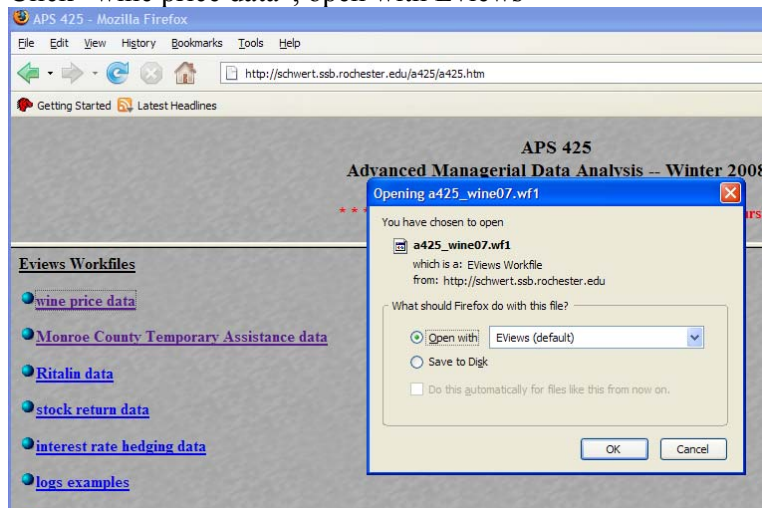 Click "wine price data", open with Eviews
APS 425 - Mozilla Firefox
File Edit View History Bookmarks Tools Help
http://schwert.ssb.rochester.edu/a425/a425.htm
Getting Started Latest Headlines
APS 425
Advanced Managerial Data Analysis -- Winter 2008
Opening a425_wine07.wf1
* * *
urs
You have chosen to open
a425_wine07.wf1
which is a: EViews Workfile
from: http://schwert.ssb.rochester.edu
What should Firefox do with this file?
Open with EViews (default)
Save to Disk
Do this automatically for files like this from now on.
OK Cancel
Eviews Workfiles
wine price data
Monroe County Temporary Assistance data
Ritalin data
stock return data
interest rate hedging data
logs examples